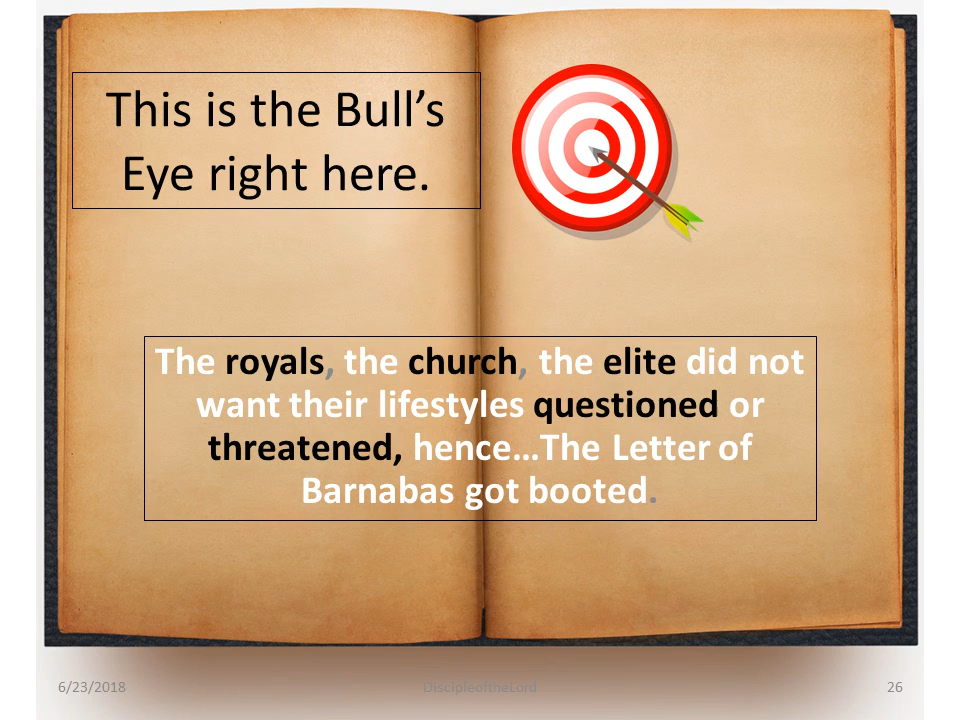 This is the Bull’s
Eye right here.
The royals, the church, the elite did not
want their lifestyles questioned or
threatened, hence…The Letter of
Barnabas got booted.
6/23/2018
DiscipleoftheLord
26